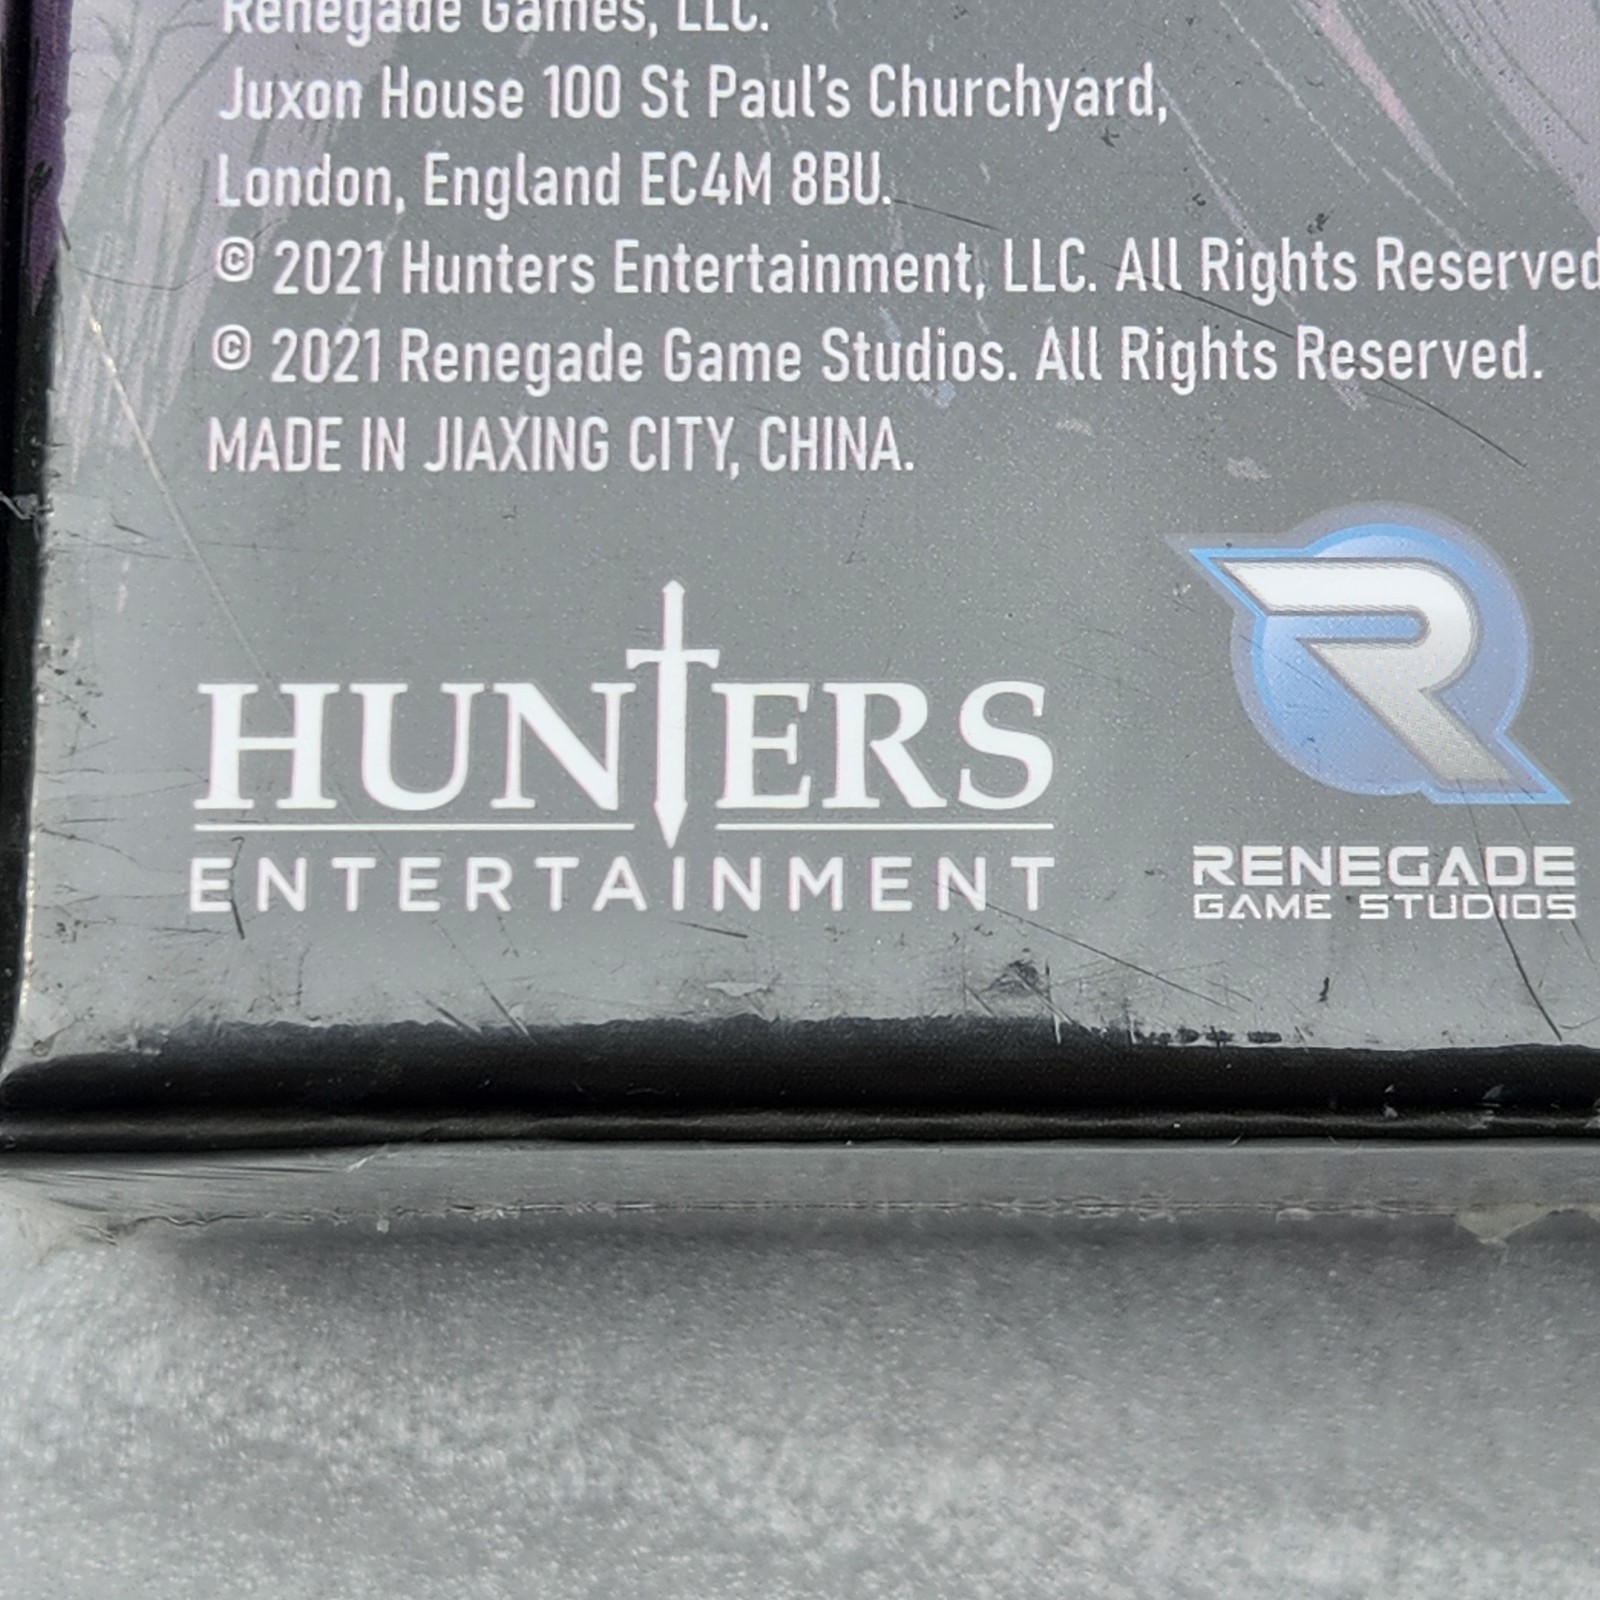 Renegade Games, LLC.
Juxon House 100 St Paul's Churchyard,
London, England EC4M 8BU.
© 2021 Hunters Entertainment, LLC. All Rights Reserved
© 2021 Renegade Game Studios. All Rights Reserved.
MADE IN JIAXING CITY, CHINA.
HUNTERS
ENTERTAINMENT
R
RENEGADE
GAME STUDIOS